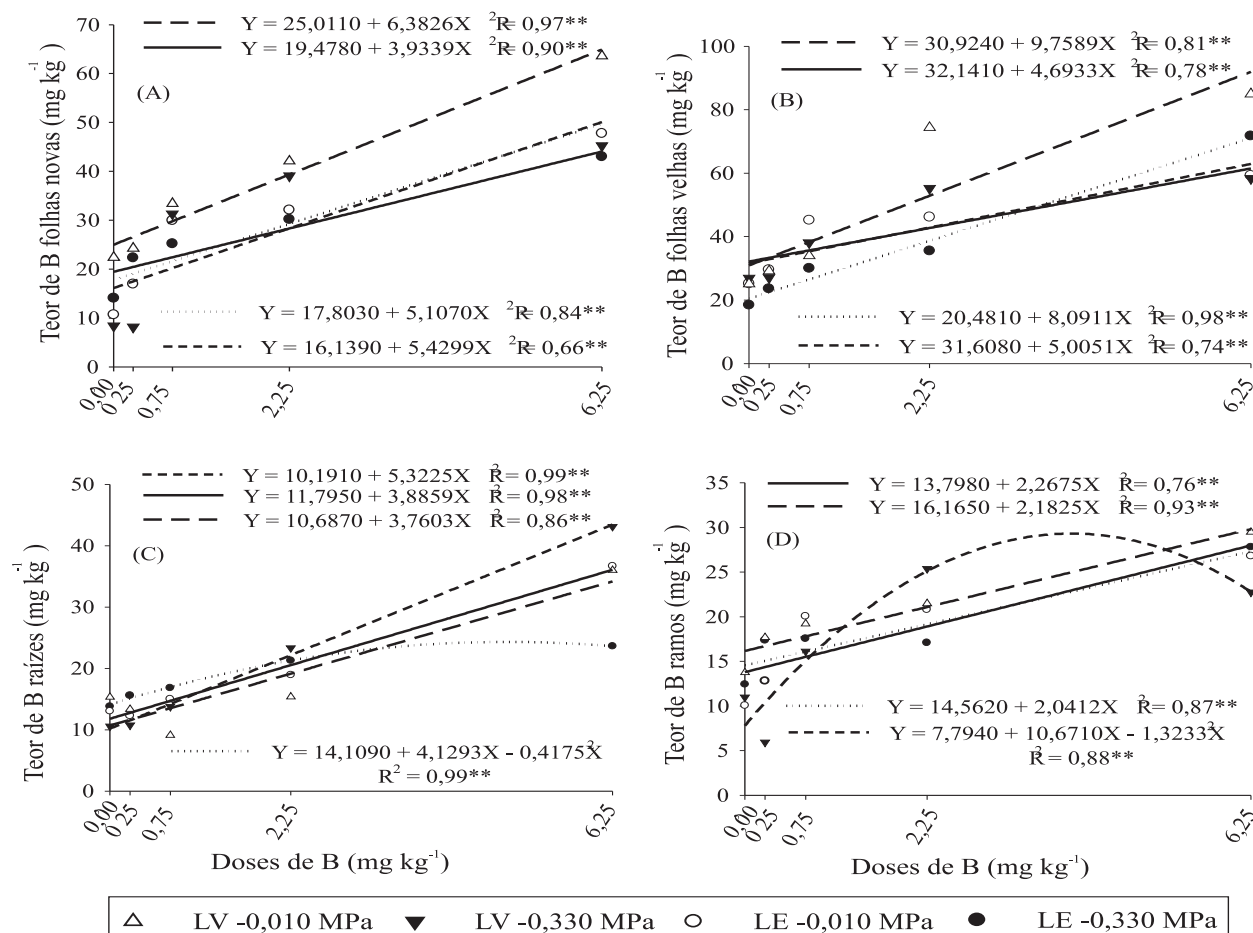 Y = 25,0110 + 6,3826X ²R= 0,97**
Y = 19,4780 + 3,9339X ²R= 0,90**
(A)
Teor de B folhas novas (mg kg⁻¹)
70
60
50
40
30
20
10
0
Y = 17,8030 + 5,1070X ²R= 0,84**
Y = 16,1390 + 5,4299X ²R= 0,66**
0,00
0,25
0,75
2,25
6,25
Y = 30,9240 + 9,7589X ²R= 0,81**
Y = 32,1410 + 4,6933X ²R= 0,78**
(B)
Teor de B folhas velhas (mg kg⁻¹)
100
80
60
40
20
0
Y = 20,4810 + 8,0911X ²R= 0,98**
Y = 31,6080 + 5,0051X ²R= 0,74**
0,00
0,25
0,75
2,25
6,25
Y = 10,1910 + 5,3225X R²= 0,99**
Y = 11,7950 + 3,8859X R²= 0,98**
Y = 10,6870 + 3,7603X R²= 0,86**
(C)
Teor de B raízes (mg kg⁻¹)
50
40
30
20
10
0
Y = 14,1090 + 4,1293X - 0,4175X²
R² = 0,99**
0,00
0,25
0,75
2,25
6,25
Doses de B (mg kg⁻¹)
Y = 13,7980 + 2,2675X R²= 0,76**
Y = 16,1650 + 2,1825X R²= 0,93**
(D)
Teor de B ramos (mg kg⁻¹)
35
30
25
20
15
10
5
0
Y = 14,5620 + 2,0412X R²= 0,87**
Y = 7,7940 + 10,6710X - 1,3233X²
R²= 0,88**
0,00
0,25
0,75
2,25
6,25
Doses de B (mg kg⁻¹)
△ LV -0,010 MPa ▼ LV -0,330 MPa ○ LE -0,010 MPa ● LE -0,330 MPa